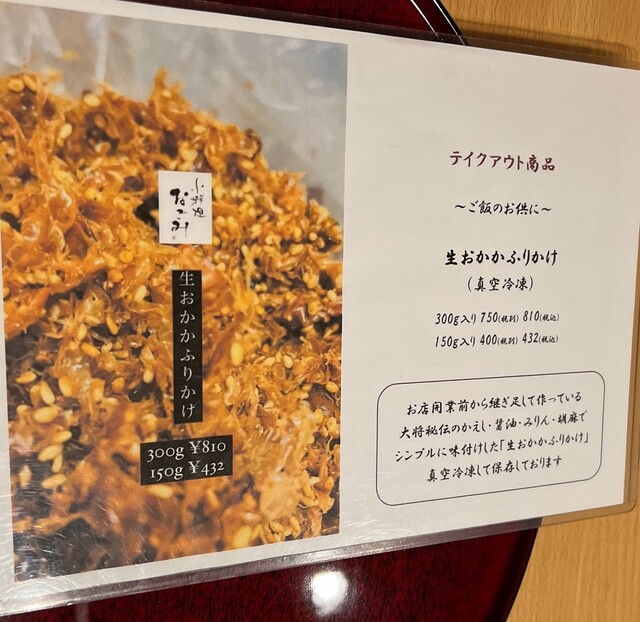 小料理
なごみ
生おかかふりかけ
300g ¥810
150g ¥432
テイクアウト商品
～ご飯のお供に～
生おかかふりかけ
（真空冷凍）
300g入り 750(税別) 810(税込)
150g入り 400(税別) 432(税込)
お店開業前から継ぎ足して作っている
大将秘伝のかえし・醤油・みりん・胡麻で
シンプルに味付けした「生おかかふりかけ」
真空冷凍して保存しております